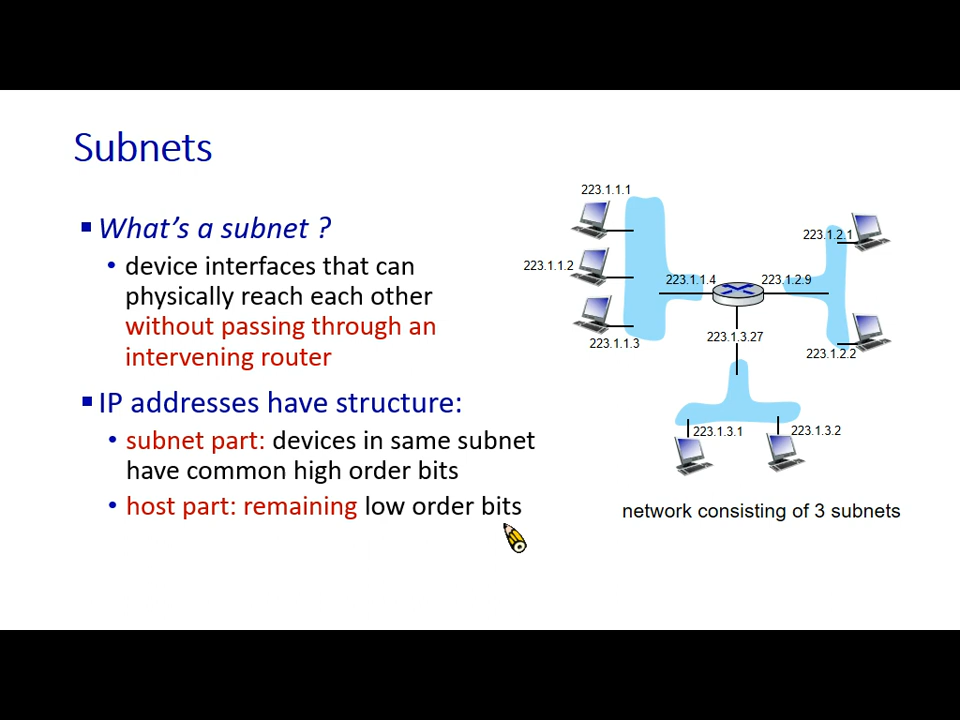 Subnets
What's a subnet ?
device interfaces that can
physically reach each other
without passing through an
intervening router
IP addresses have structure:
subnet part: devices in same subnet
have common high order bits
host part: remaining low order bits
223.1.1.1
223.1.1.2
223.1.1.3
223.1.1.4
223.1.2.9
223.1.2.1
223.1.2.2
223.1.3.27
223.1.3.1
223.1.3.2
network consisting of 3 subnets